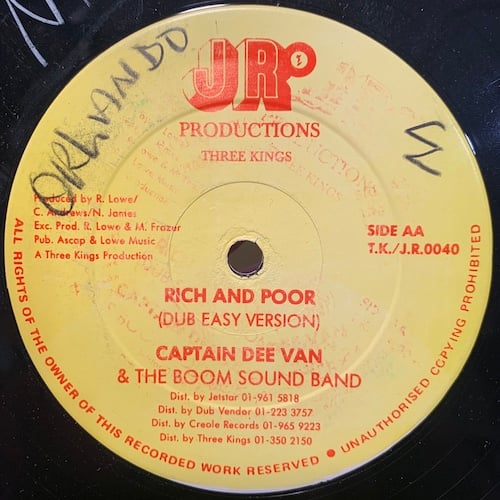 ORLANDO
W
JR
PRODUCTIONS
THREE KINGS
Produced by R. Lowe/
C. Andrews/N. James
Exc. Prod. R. Lowe & M. Frazer
Pub. Ascap & Lowe Music
A Three Kings Production
SIDE AA
T.K./J.R.0040
RICH AND POOR
(DUB EASY VERSION)
CAPTAIN DEE VAN
& THE BOOM SOUND BAND
Dist. by Jetstar 01-961 5818
Dist. by Dub Vendor 01-223 3757
Dist. by Creole Records 01-965 9223
Dist. by Three Kings 01-350 2150
ALL RIGHTS OF THE OWNER OF THIS RECORDED WORK RESERVED ● UNAUTHORISED COPYING PROHIBITED